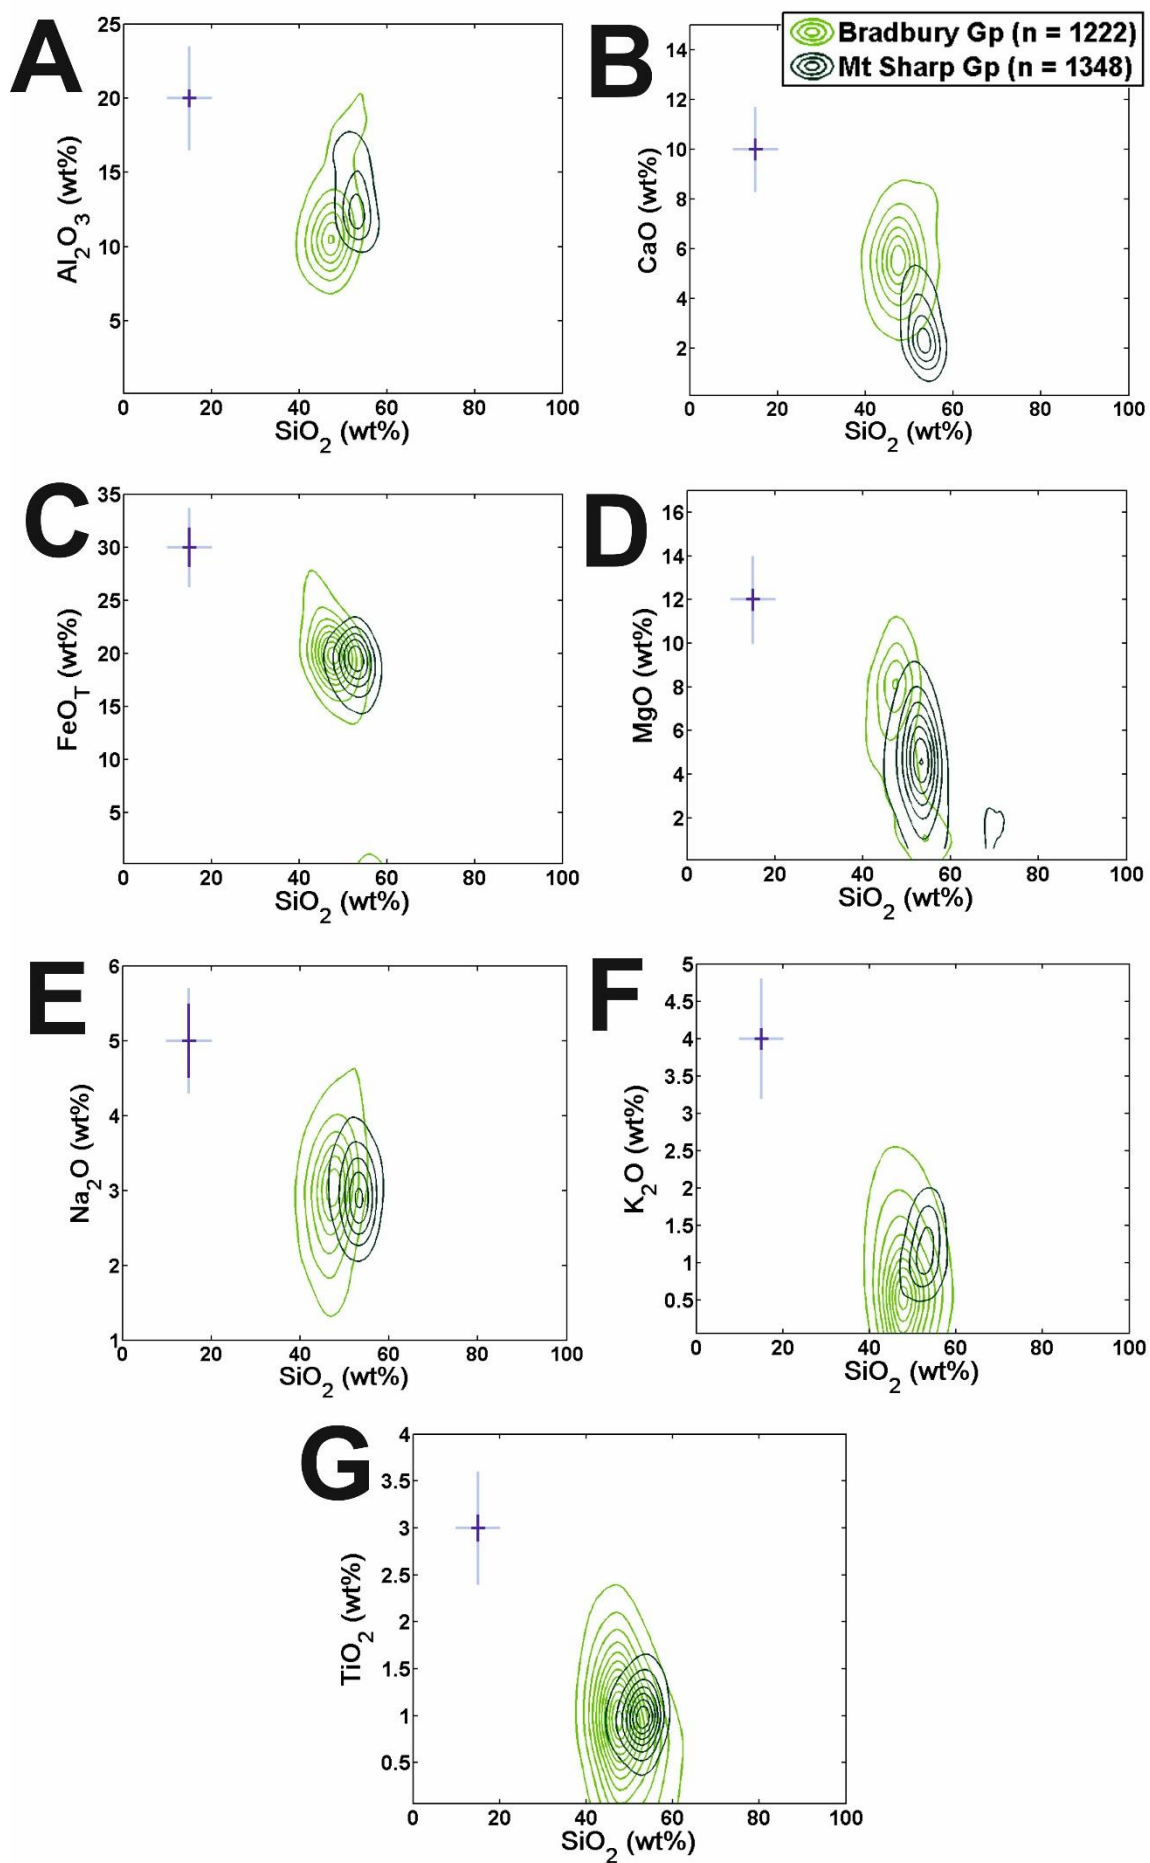 A
25
20
15
10
5
Al2O3 (wt%)
0 20 40 60 80 100
SiO2 (wt%)
B
Bradbury Gp (n = 1222)
Mt Sharp Gp (n = 1348)
14
12
10
8
6
4
2
CaO (wt%)
0 20 40 60 80 100
SiO2 (wt%)
C
35
30
25
20
15
10
5
FeOT (wt%)
0 20 40 60 80 100
SiO2 (wt%)
D
16
14
12
10
8
6
4
2
MgO (wt%)
0 20 40 60 80 100
SiO2 (wt%)
E
6
5
4
3
2
1
Na2O (wt%)
0 20 40 60 80 100
SiO2 (wt%)
F
5
4.5
4
3.5
3
2.5
2
1.5
1
0.5
K2O (wt%)
0 20 40 60 80 100
SiO2 (wt%)
G
4
3.5
3
2.5
2
1.5
1
0.5
TiO2 (wt%)
0 20 40 60 80 100
SiO2 (wt%)